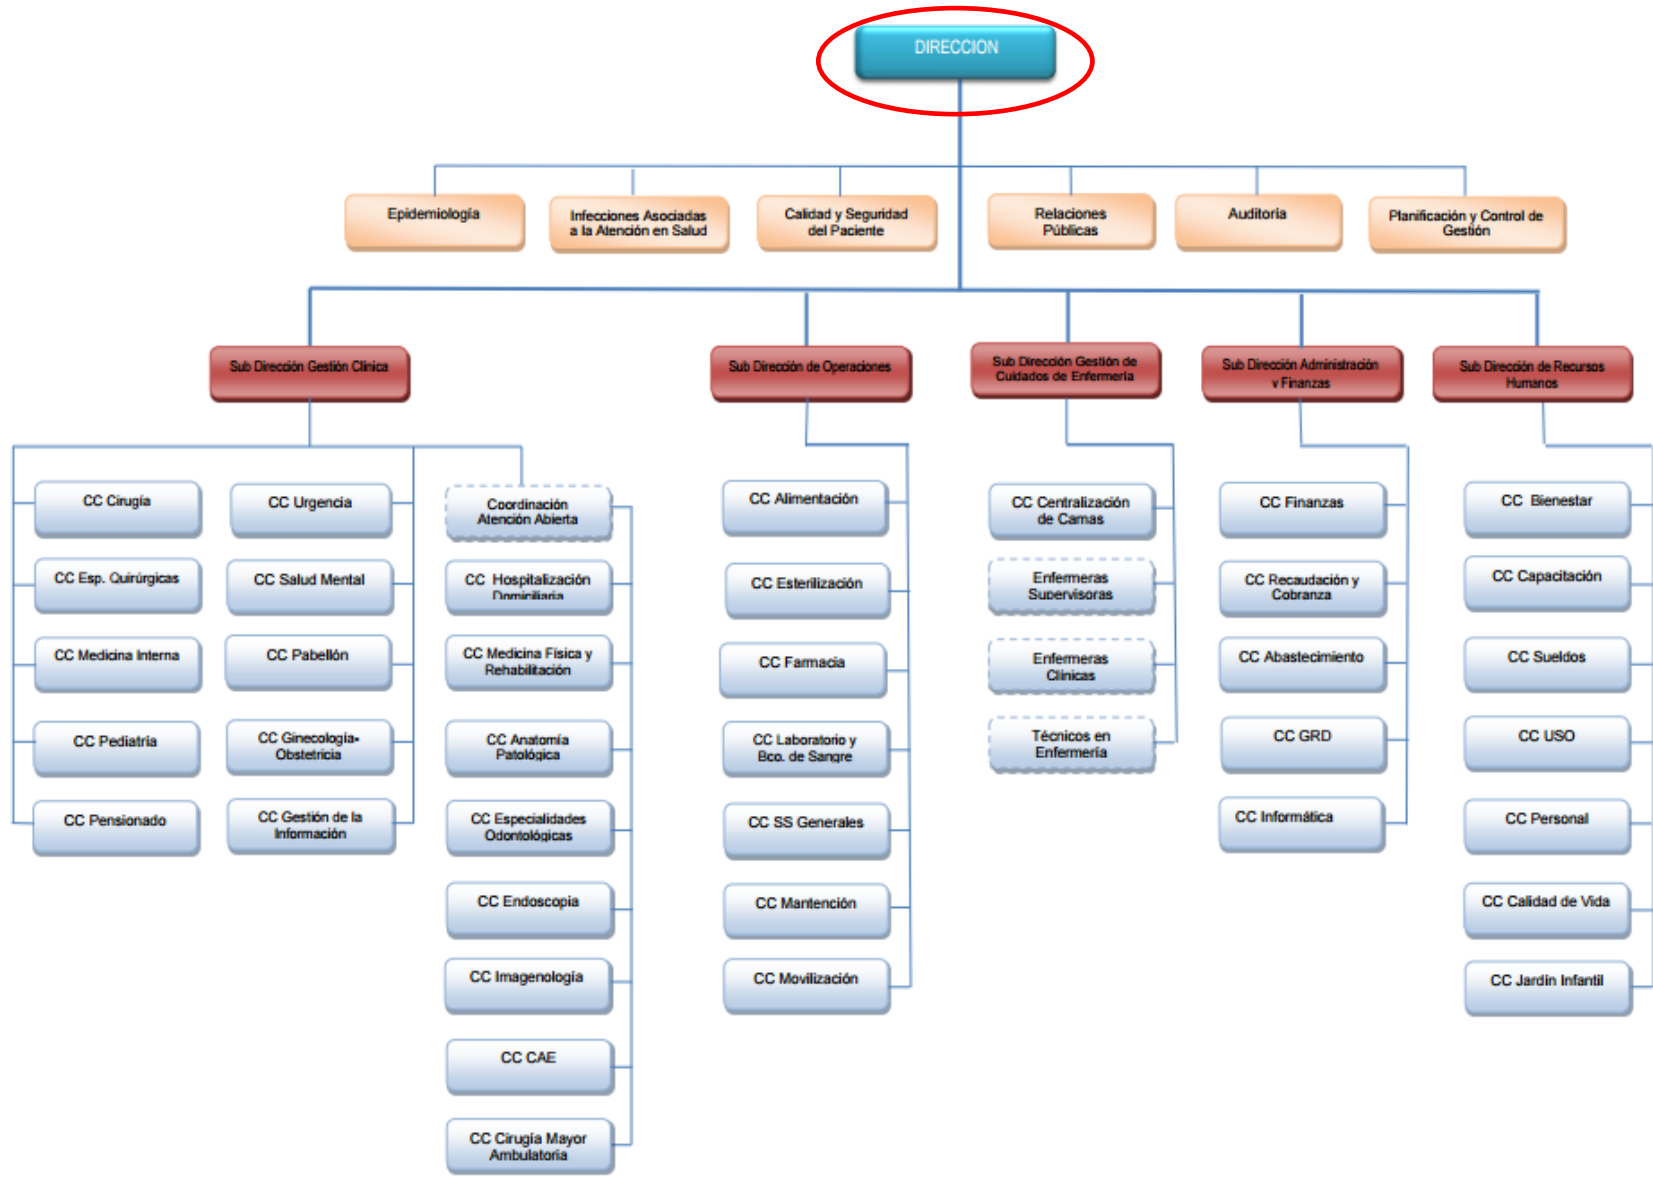 DIRECCION
Epidemiología
Infecciones Asociadas
a la Atención en Salud
Calidad y Seguridad
del Paciente
Relaciones
Públicas
Auditoría
Planificación y Control de
Gestión
Sub Dirección Gestión Clínica
Sub Dirección de Operaciones
Sub Dirección Gestión de
Cuidados de Enfermería
Sub Dirección Administración
y Finanzas
Sub Dirección de Recursos
Humanos
CC Cirugía
CC Esp. Quirúrgicas
CC Medicina Interna
CC Pediatría
CC Pensionado
CC Urgencia
CC Salud Mental
CC Pabellón
CC Ginecología-
Obstetricia
CC Gestión de la
Información
Coordinación
Atención Abierta
CC Hospitalización
Domiciliaria
CC Medicina Física y
Rehabilitación
CC Anatomía
Patológica
CC Especialidades
Odontológicas
CC Endoscopia
CC Imagenología
CC CAE
CC Cirugía Mayor
Ambulatoria
CC Alimentación
CC Esterilización
CC Farmacia
CC Laboratorio y
Bco. de Sangre
CC SS Generales
CC Mantención
CC Movilización
CC Centralización
de Camas
Enfermeras
Supervisoras
Enfermeras
Clínicas
Técnicos en
Enfermería
CC Finanzas
CC Recaudación y
Cobranza
CC Abastecimiento
CC GRD
CC Informática
CC Bienestar
CC Capacitación
CC Sueldos
CC USO
CC Personal
CC Calidad de Vida
CC Jardín Infantil